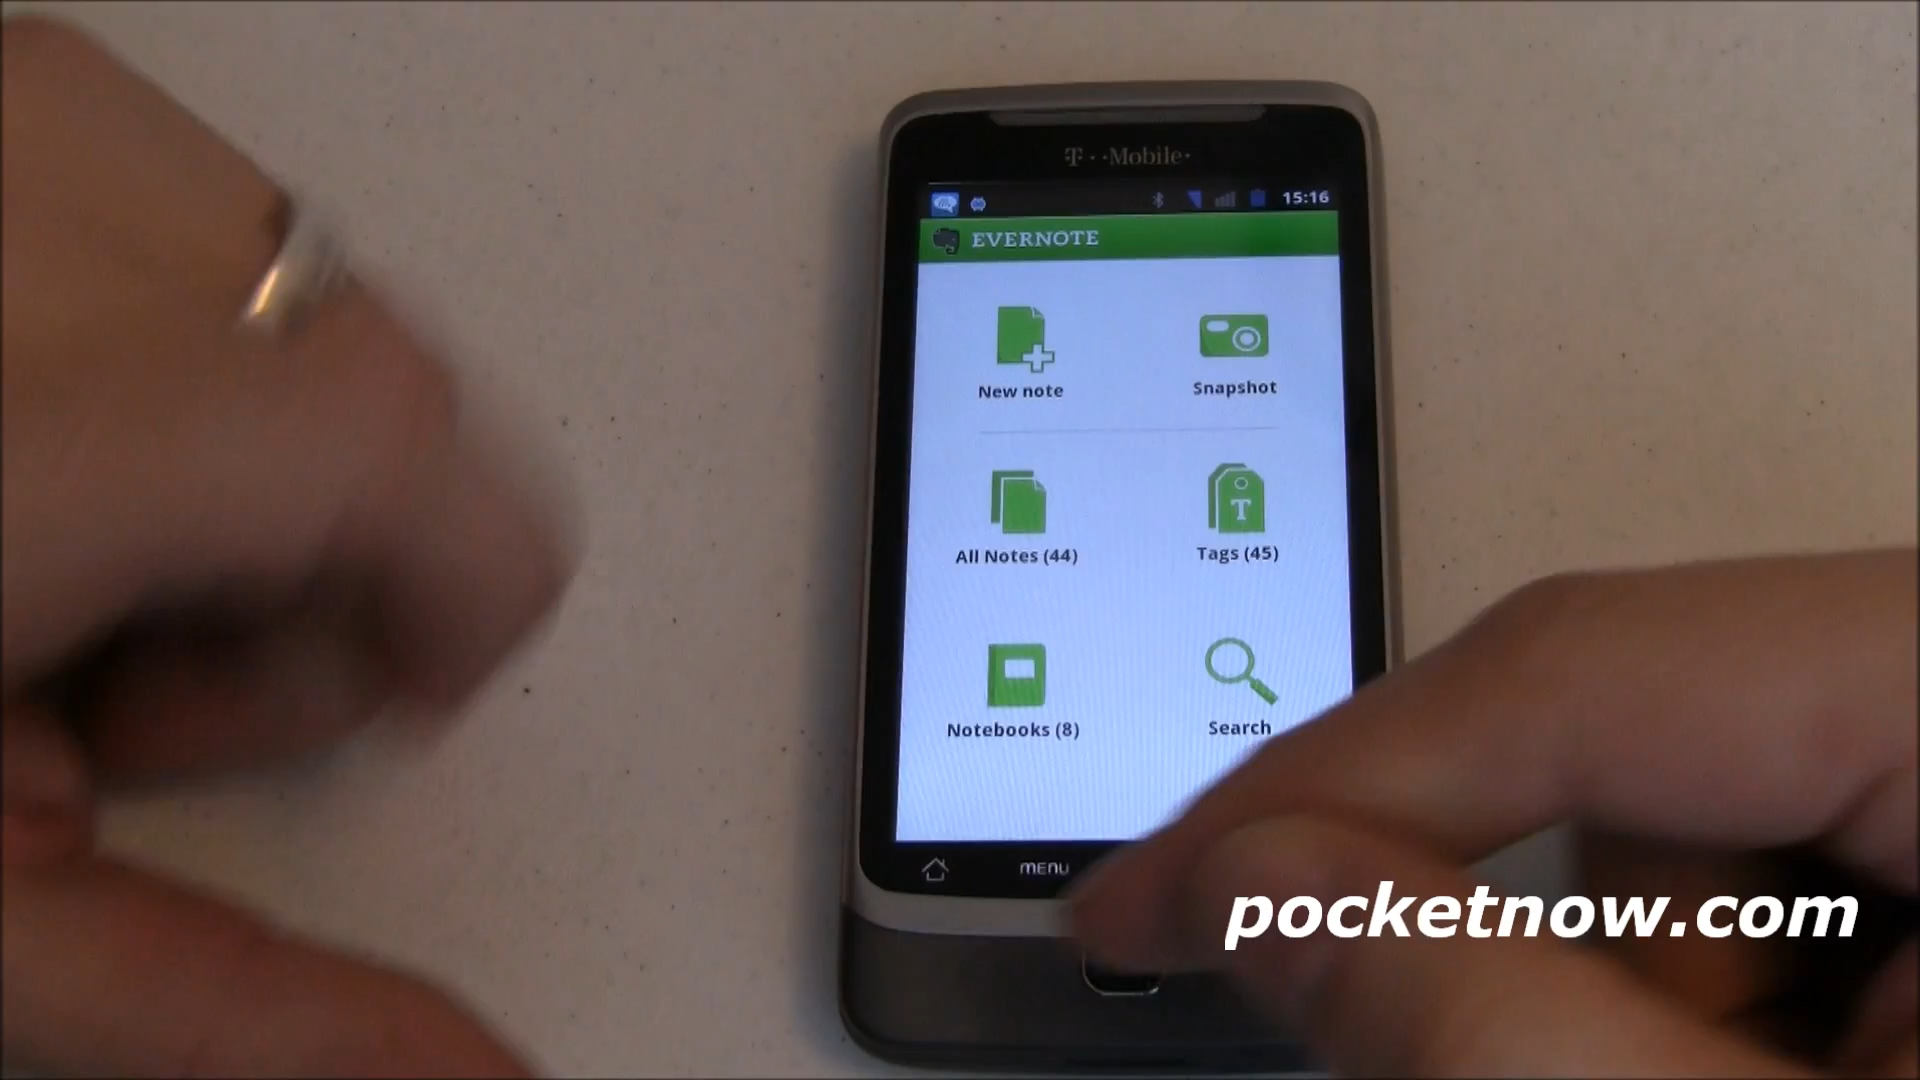 T··Mobile·
15:16
EVERNOTE
New note
Snapshot
All Notes (44)
Tags (45)
T
Notebooks (8)
Search
MENU
pocketnow.com